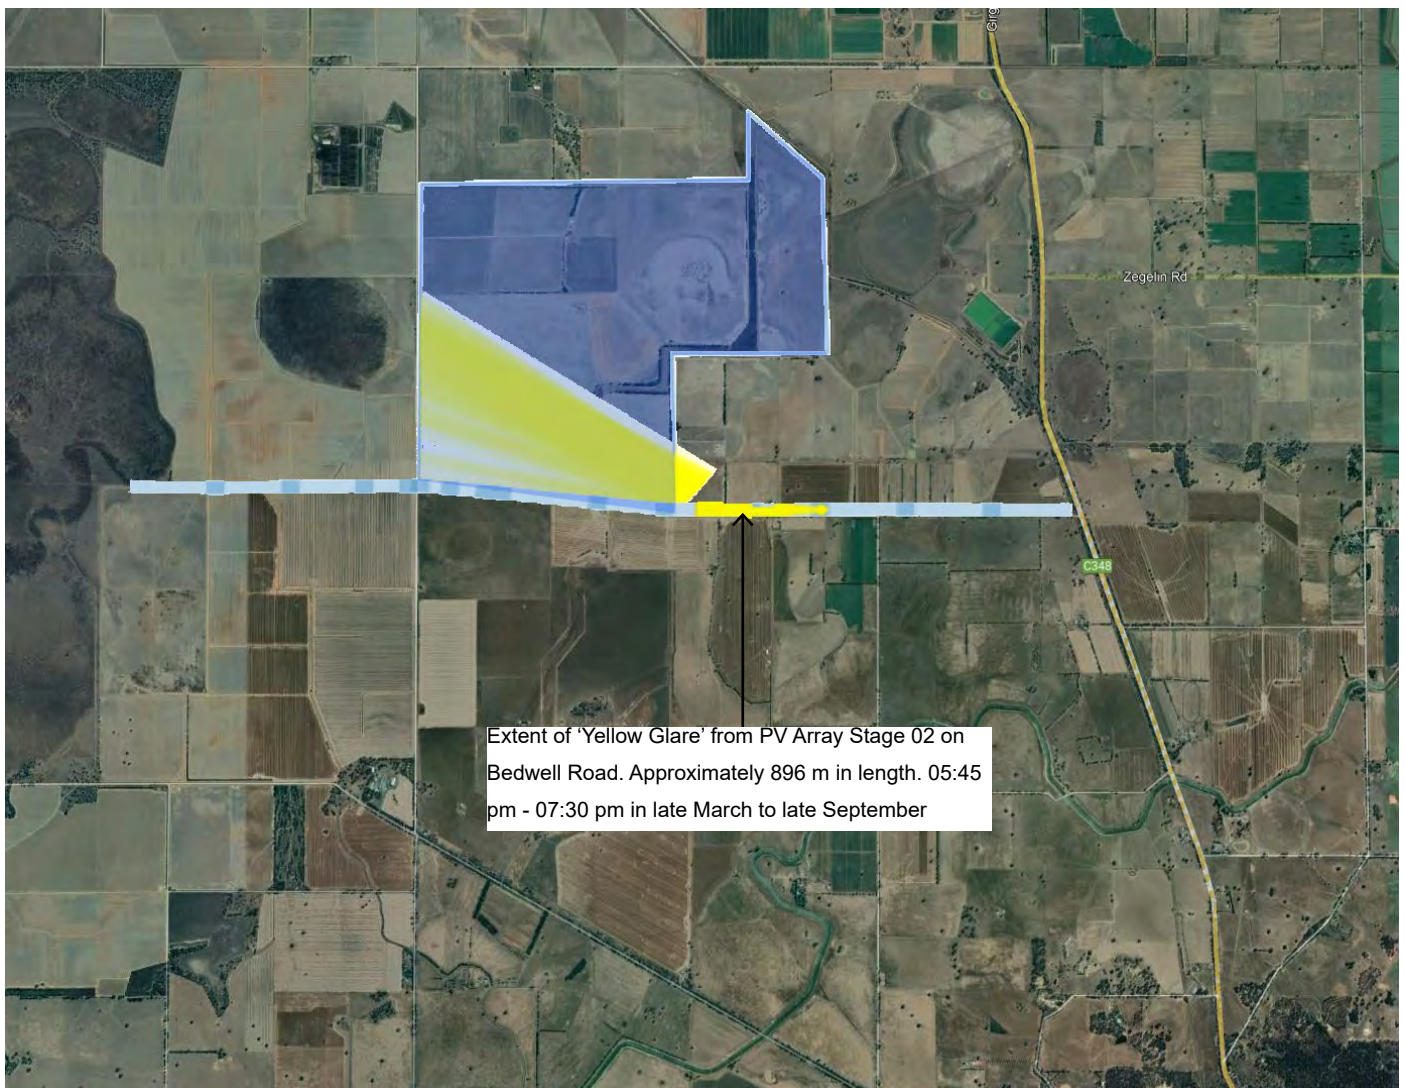 Zegelin Rd
C348
Extent of ‘Yellow Glare’ from PV Array Stage 02 on
Bedwell Road. Approximately 896 m in length. 05:45
pm - 07:30 pm in late March to late September